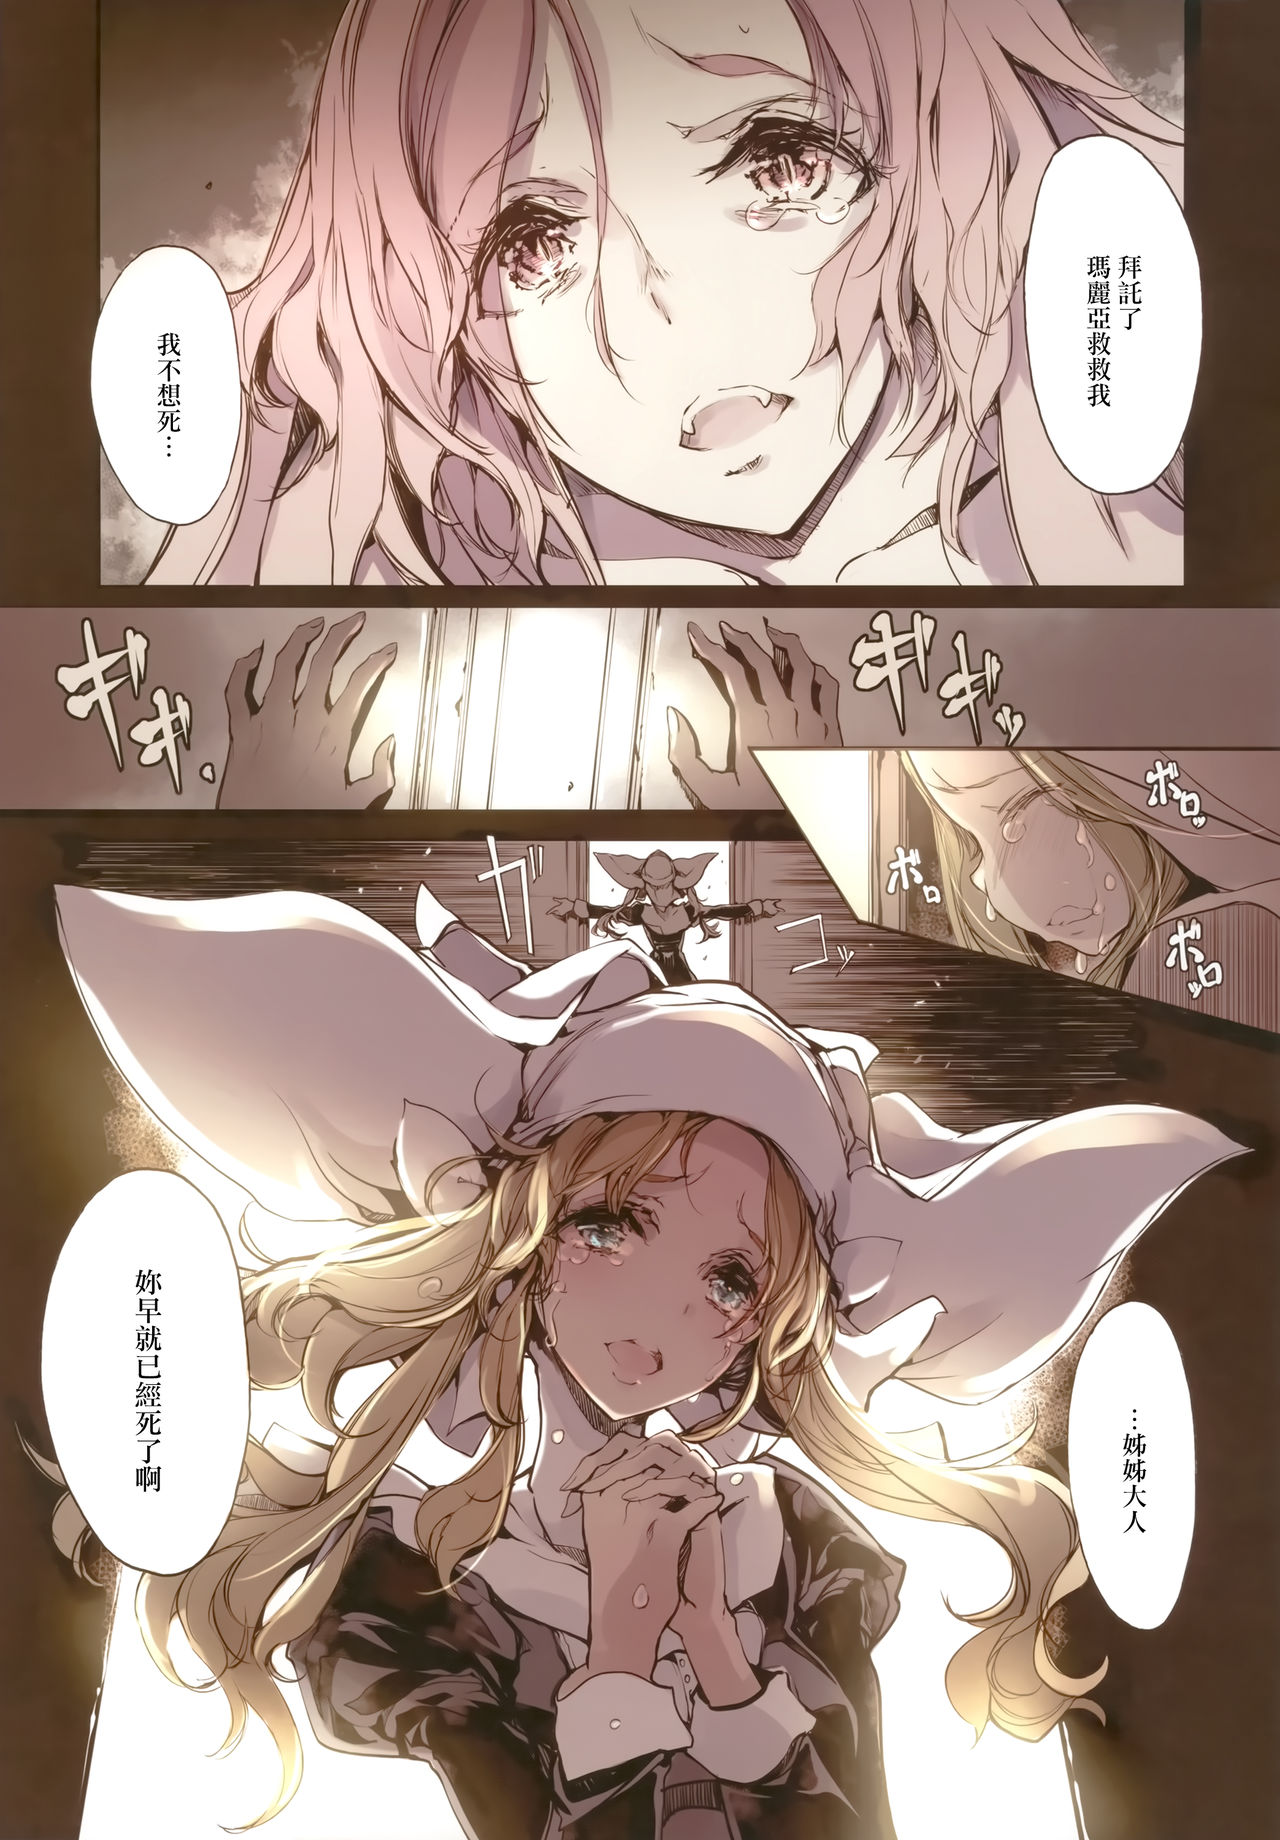 拜託了
瑪麗亞救救我
我不想死…
ギギッ
ギギ
ボロッ
ボロ
ボロッ
ガ
コッ
…姊姊大人
妳早就已經死了啊